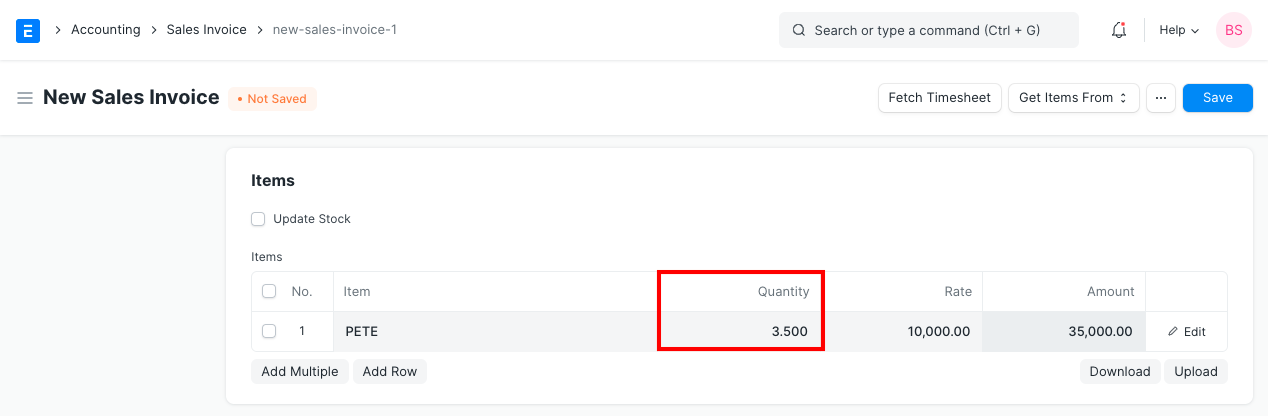 E
Accounting
Sales Invoice
new-sales-invoice-1
Search or type a command (Ctrl + G)
Help
BS
New Sales Invoice
Not Saved
Fetch Timesheet
Get Items From
...
Save
Items
Update Stock
Items
No. Item Quantity Rate Amount
1 PETE 3.500 10,000.00 35,000.00 Edit
Add Multiple
Add Row
Download
Upload